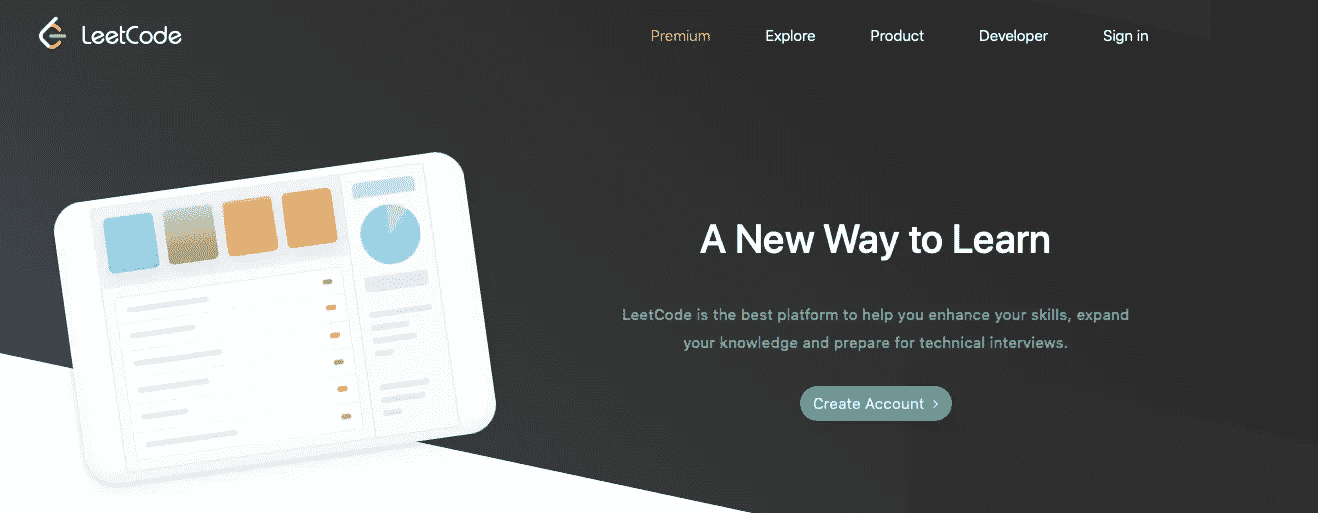 LeetCode
Premium Explore Product Developer Sign in
A New Way to Learn
LeetCode is the best platform to help you enhance your skills, expand
your knowledge and prepare for technical interviews.
Create Account >